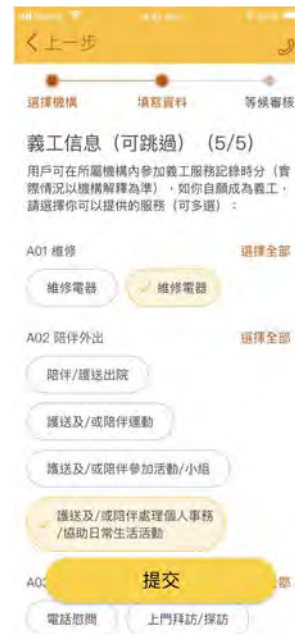 上一步
選擇機構
填寫資料
等候審核
義工信息（可跳過）（5/5）
用戶可在所屬機構內參加義工服務記錄時分（實
際情況以機構解釋為準），如你自願成為義工，
請選擇你可以提供的服務（可多選）：
A01 維修
選擇全部
維修電器
維修電器
A02 陪伴外出
選擇全部
陪伴/護送出院
護送及/或陪伴運動
護送及/或陪伴參加活動/小組
護送及/或陪伴處理個人事務
/協助日常生活活動
提交
電話慰問
上門拜訪/探訪